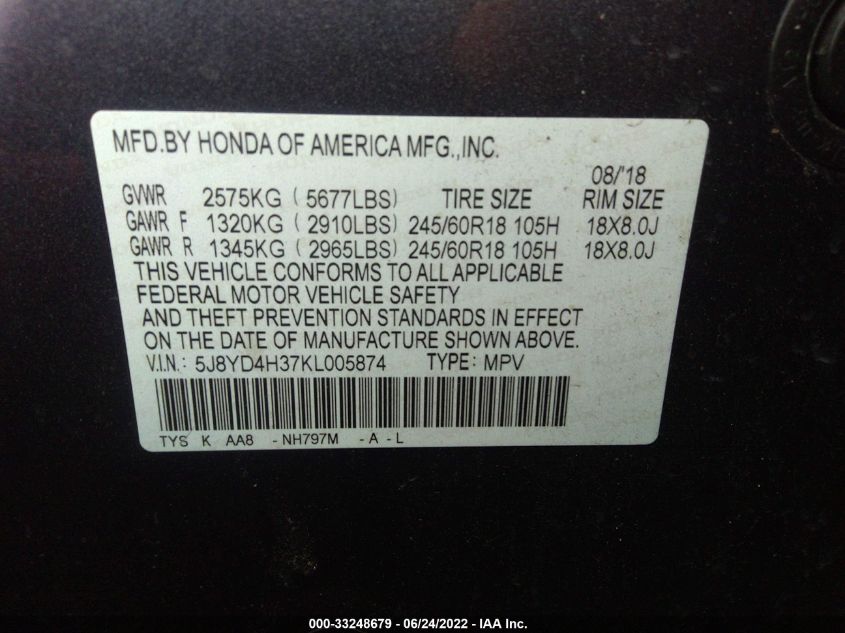 MFD.BY HONDA OF AMERICA MFG.,INC.
08/'18
GVWR 2575KG ( 5677LBS) TIRE SIZE RIM SIZE
GAWR F 1320KG ( 2910LBS) 245/60R18 105H 18X8.0J
GAWR R 1345KG ( 2965LBS) 245/60R18 105H 18X8.0J
THIS VEHICLE CONFORMS TO ALL APPLICABLE
FEDERAL MOTOR VEHICLE SAFETY
AND THEFT PREVENTION STANDARDS IN EFFECT
ON THE DATE OF MANUFACTURE SHOWN ABOVE.
V.I.N.: 5J8YD4H37KL005874 TYPE: MPV
TYS K AA8 - NH797M - A - L
000-33248679 - 06/24/2022 - IAA Inc.